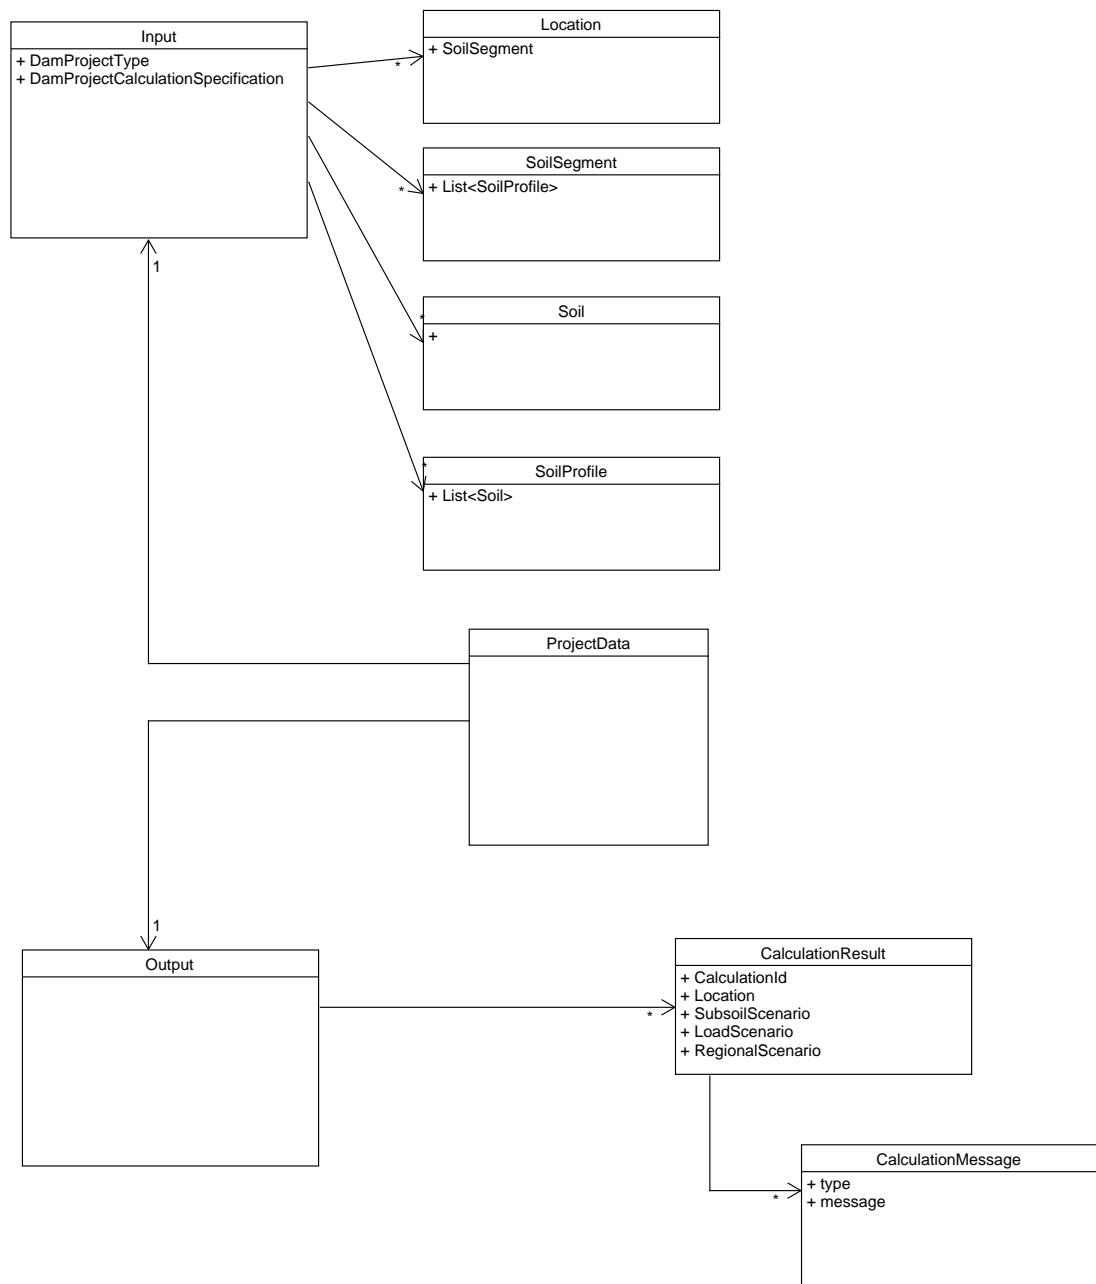 Input
+ DamProjectType
+ DamProjectCalculationSpecification
Location
+ SoilSegment
*
SoilSegment
+ List<SoilProfile>
*
Soil
+
*
SoilProfile
+ List<Soil>
*
1
ProjectData
1
Output
CalculationResult
+ CalculationId
+ Location
+ SubsoilScenario
+ LoadScenario
+ RegionalScenario
*
CalculationMessage
+ type
+ message
*